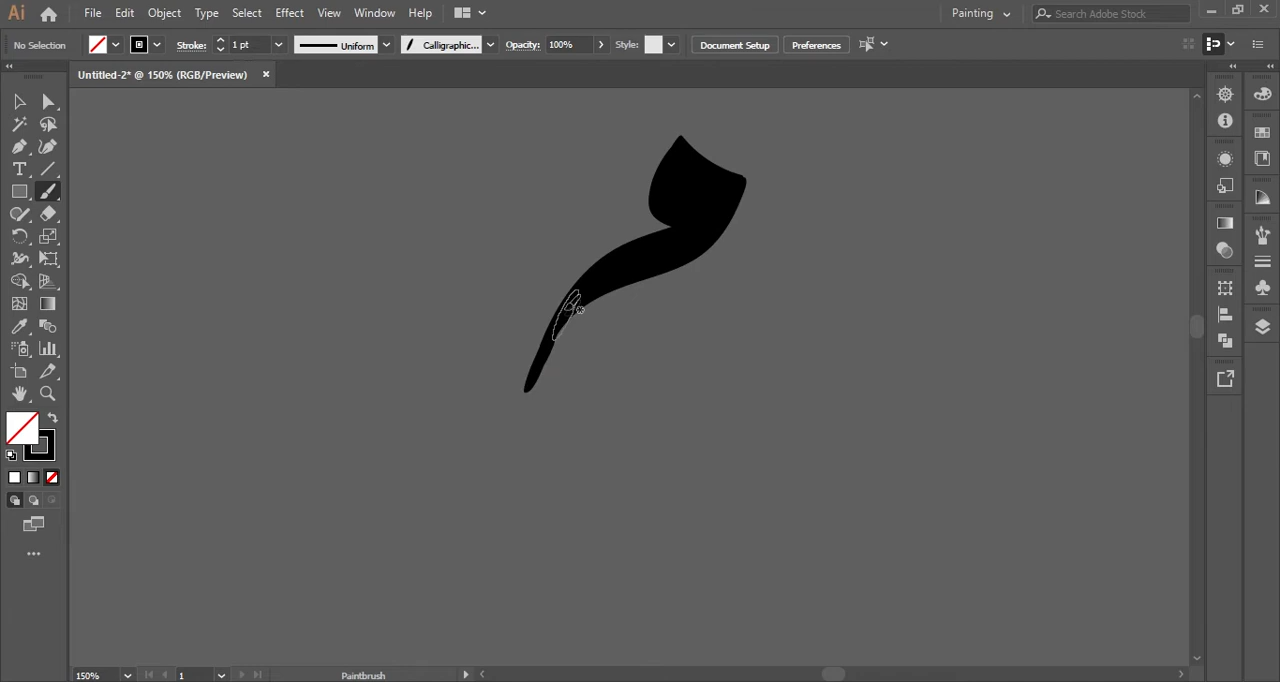 Ai File Edit Object Type Select Effect View Window Help Painting Search Adobe Stock
No Selection Stroke: 1 pt Uniform Calligraphic... Opacity: 100% Style: Document Setup Preferences
Untitled-2* @ 150% (RGB/Preview) ×
T
150% 1 Paintbrush